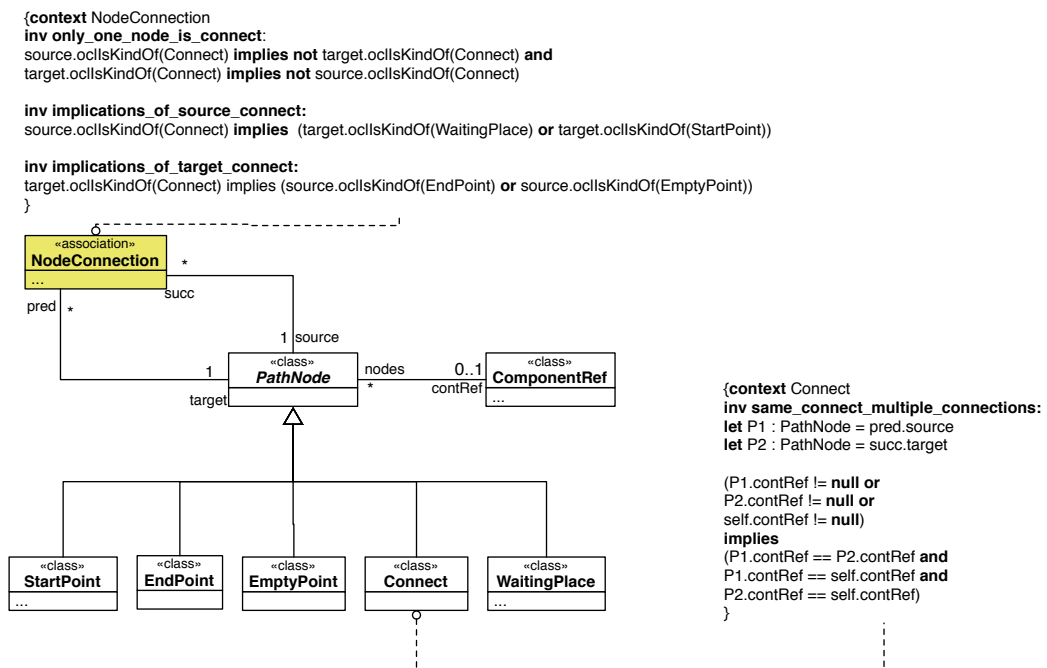 {context NodeConnection
inv only_one_node_is_connect:
source.oclIsKindOf(Connect) implies not target.oclIsKindOf(Connect) and
target.oclIsKindOf(Connect) implies not source.oclIsKindOf(Connect)
inv implications_of_source_connect:
source.oclIsKindOf(Connect) implies (target.oclIsKindOf(WaitingPlace) or target.oclIsKindOf(StartPoint))
inv implications_of_target_connect:
target.oclIsKindOf(Connect) implies (source.oclIsKindOf(EndPoint) or source.oclIsKindOf(EmptyPoint))
}
«association»
NodeConnection
...
*
succ
pred
*
1 source
1
target
«class»
PathNode
nodes
*
0..1
contRef
«class»
ComponentRef
...
{context Connect
inv same_connect_multiple_connections:
let P1 : PathNode = pred.source
let P2 : PathNode = succ.target
(P1.contRef != null or
P2.contRef != null or
self.contRef != null)
implies
(P1.contRef == P2.contRef and
P1.contRef == self.contRef and
P2.contRef == self.contRef)
}
«class»
StartPoint
...
«class»
EndPoint
«class»
EmptyPoint
«class»
Connect
«class»
WaitingPlace
...